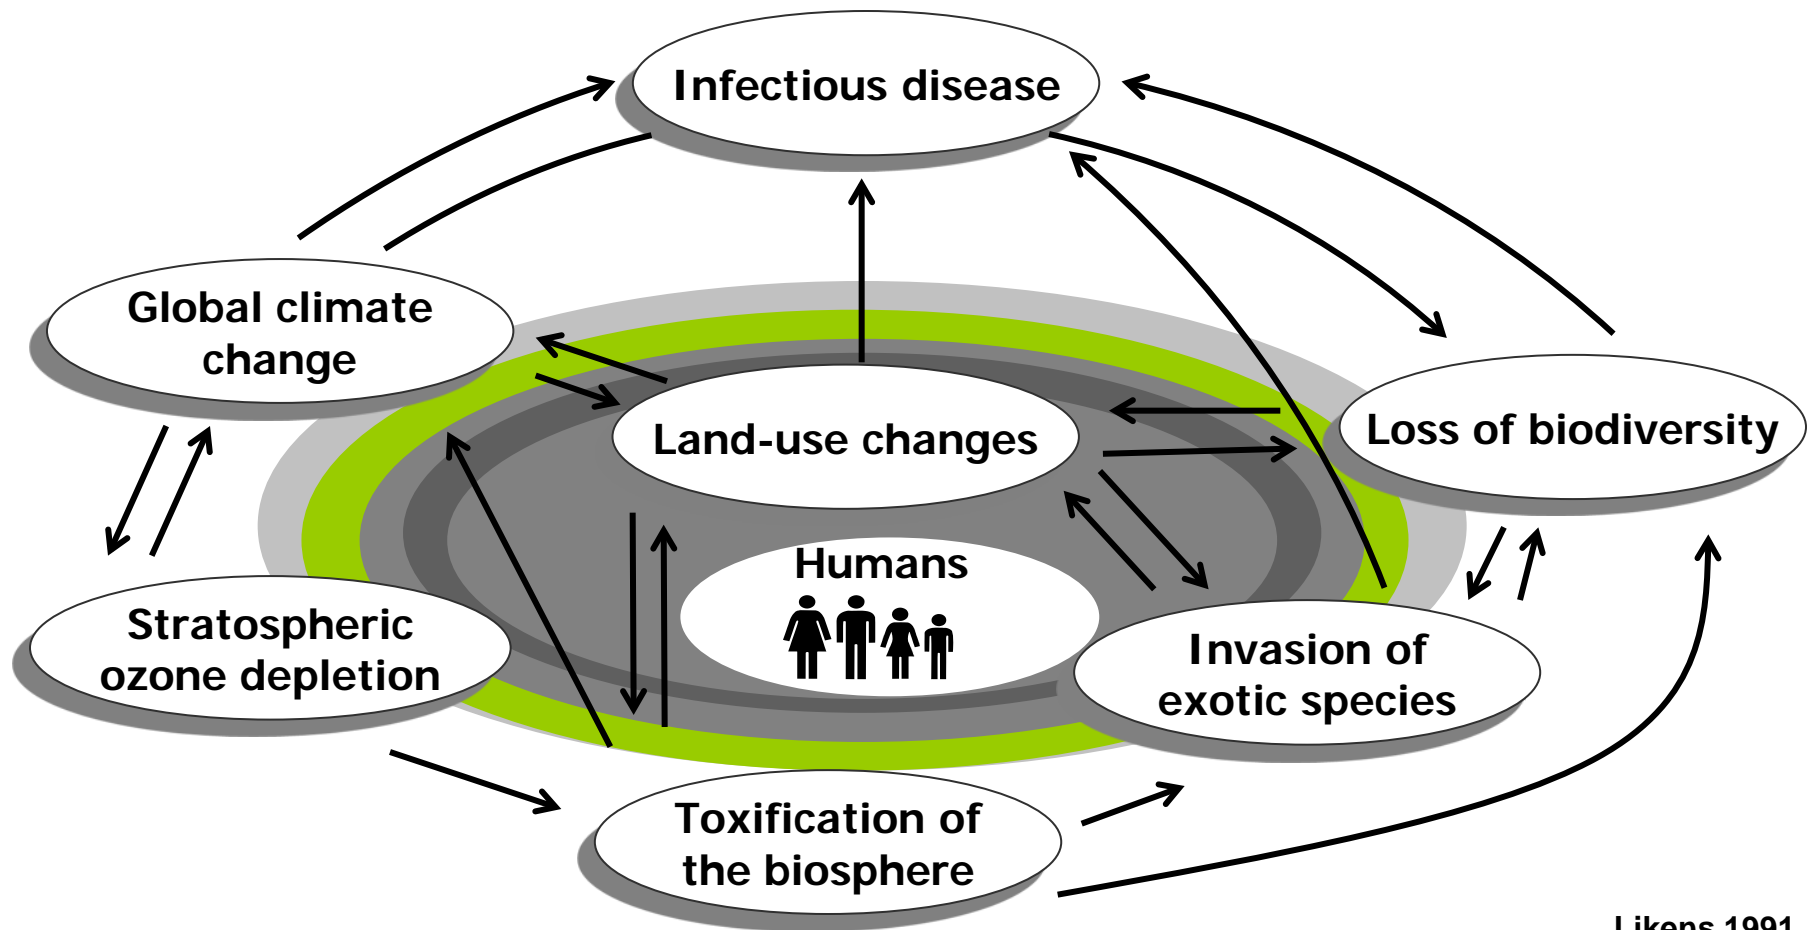 Infectious disease
Global climate
change
Land-use changes
Loss of biodiversity
Humans
Stratospheric
ozone depletion
Invasion of
exotic species
Toxification of
the biosphere
Likens 1991